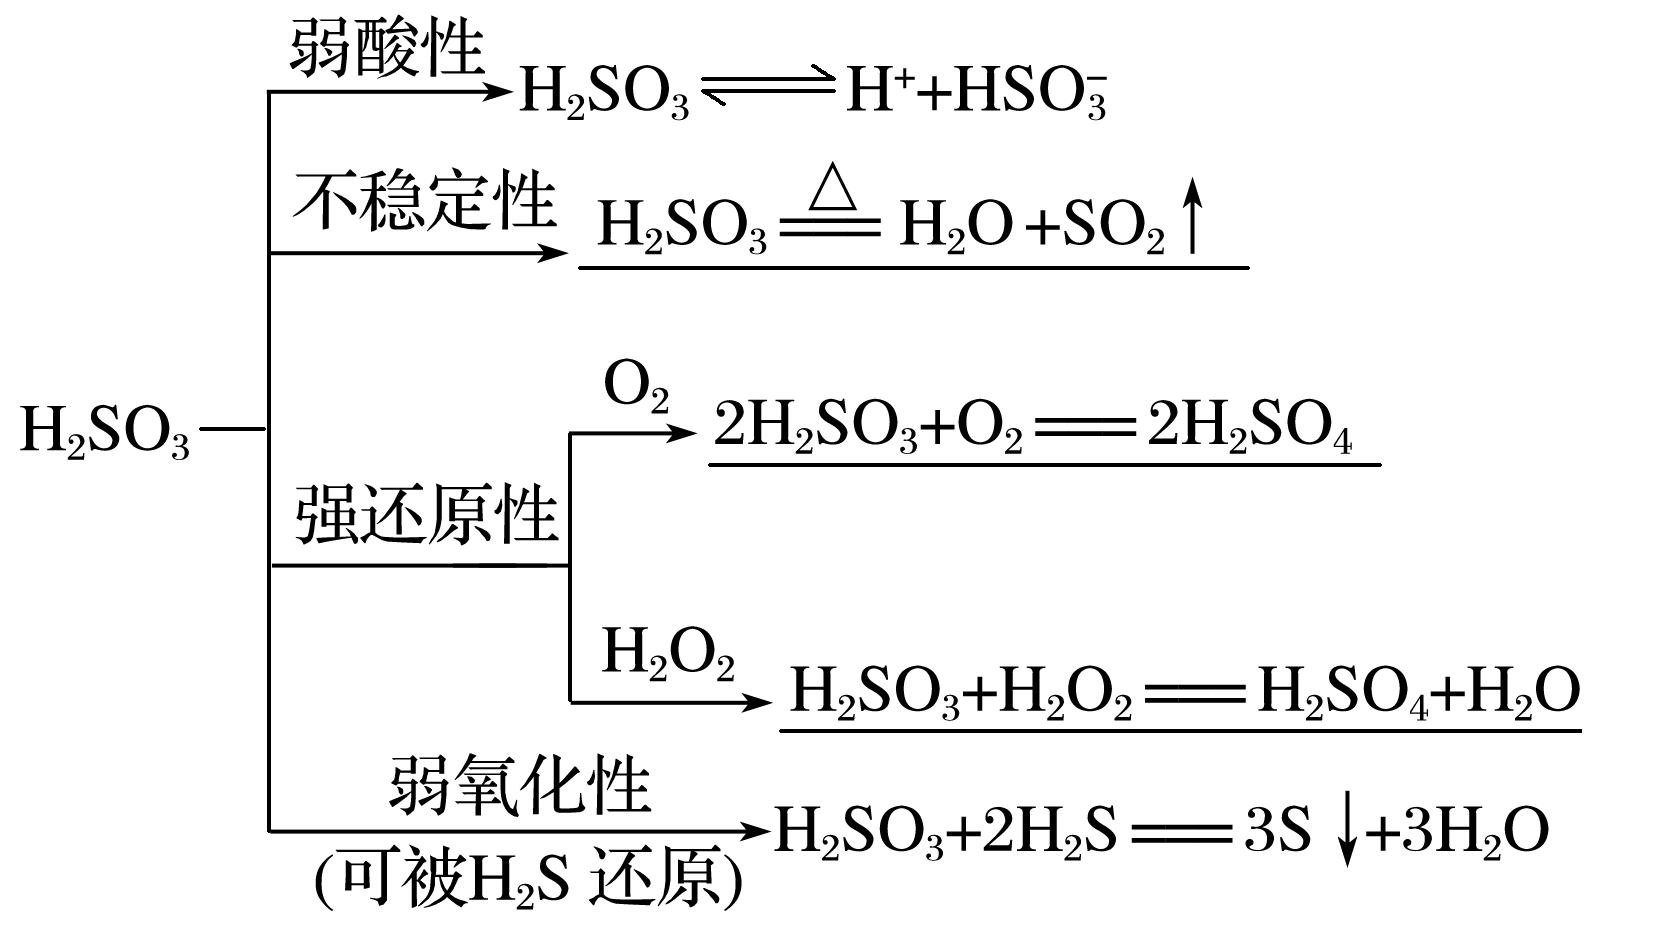 弱酸性
H₂SO₃ ⇌ H⁺+HSO₃⁻
不稳定性
△
H₂SO₃ == H₂O+SO₂↑
O₂
2H₂SO₃+O₂ == 2H₂SO₄
H₂SO₃
强还原性
H₂O₂
H₂SO₃+H₂O₂ == H₂SO₄+H₂O
弱氧化性
H₂SO₃+2H₂S == 3S↓+3H₂O
(可被H₂S 还原)